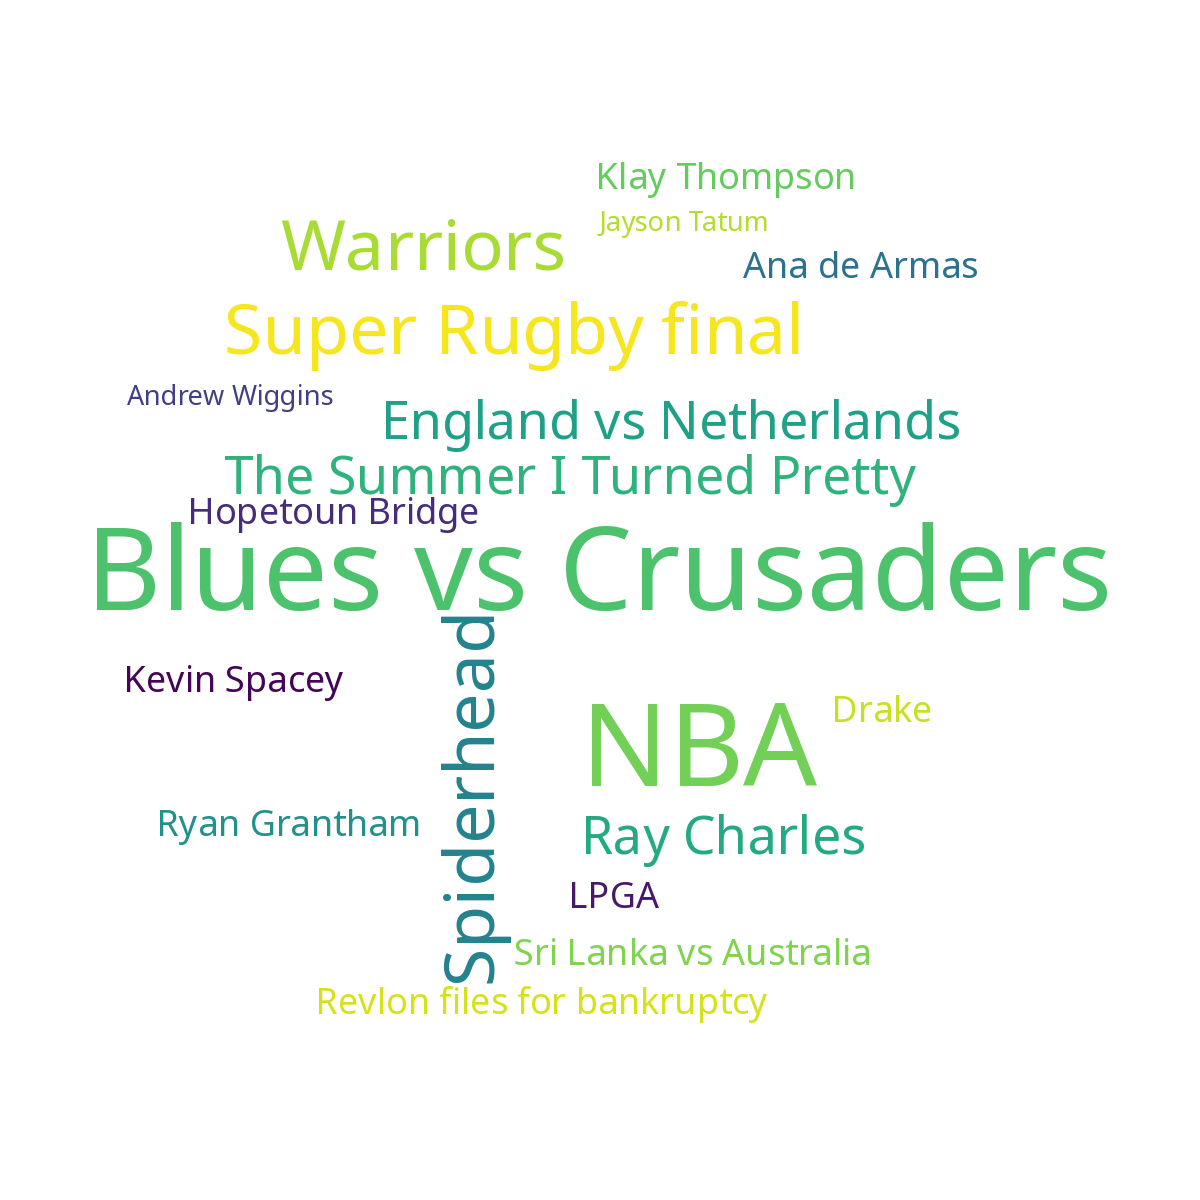 Klay Thompson
Jayson Tatum
Warriors
Ana de Armas
Super Rugby final
Andrew Wiggins
England vs Netherlands
The Summer I Turned Pretty
Hopetoun Bridge
Blues vs Crusaders
Spiderhead
Kevin Spacey
NBA
Drake
Ryan Grantham
Ray Charles
LPGA
Sri Lanka vs Australia
Revlon files for bankruptcy